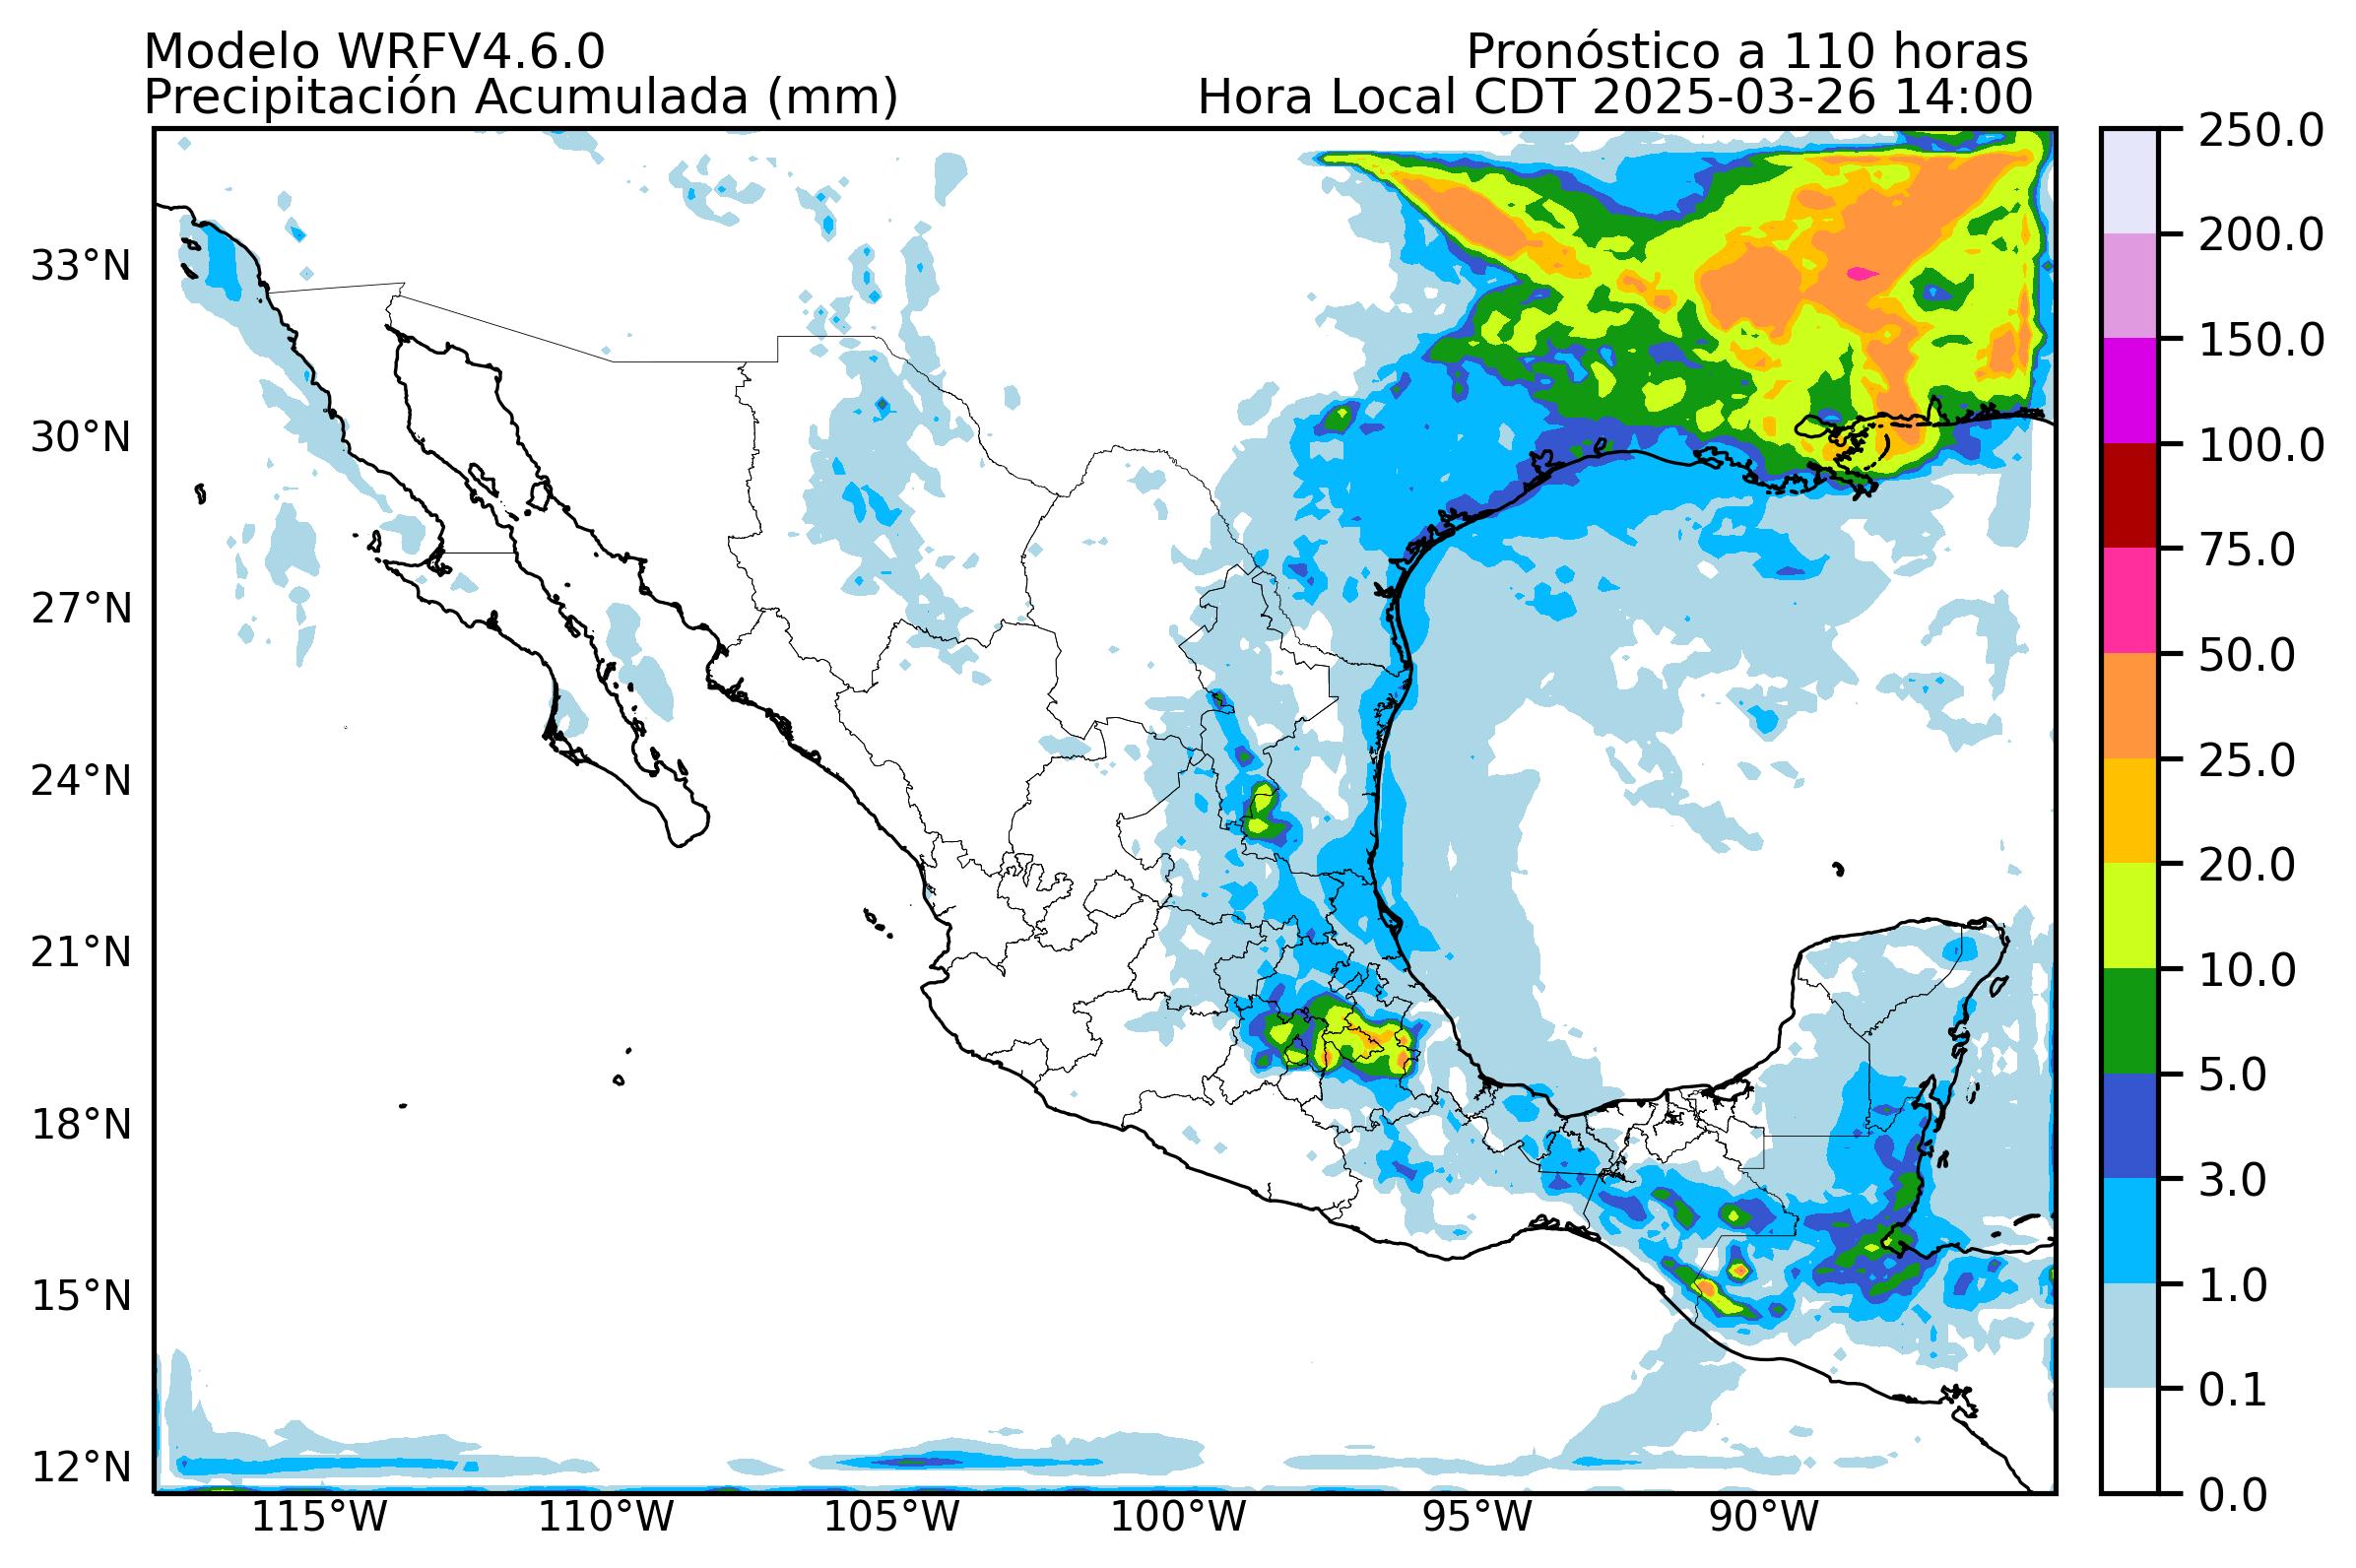 Modelo WRFV4.6.0
Pronóstico a 110 horas
Precipitación Acumulada (mm)
Hora Local CDT 2025-03-26 14:00
33°N
30°N
27°N
24°N
21°N
18°N
15°N
12°N
115°W
110°W
105°W
100°W
95°W
90°W
250.0
200.0
150.0
100.0
75.0
50.0
25.0
20.0
10.0
5.0
3.0
1.0
0.1
0.0